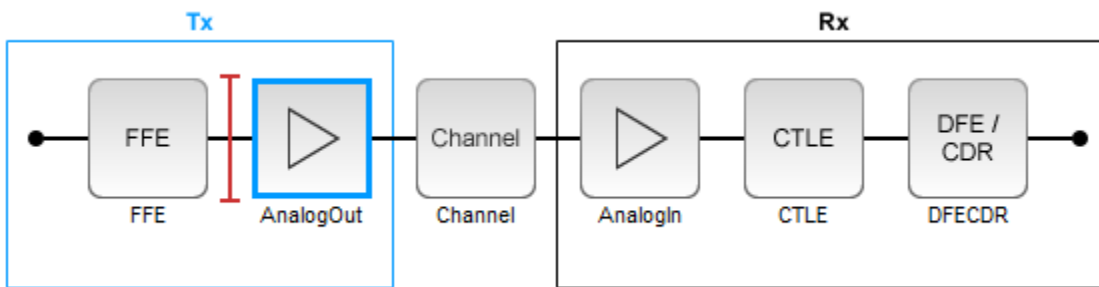 Tx
Rx
FFE
Channel
CTLE
DFE /
CDR
FFE
AnalogOut
Channel
AnalogIn
CTLE
DFECDR